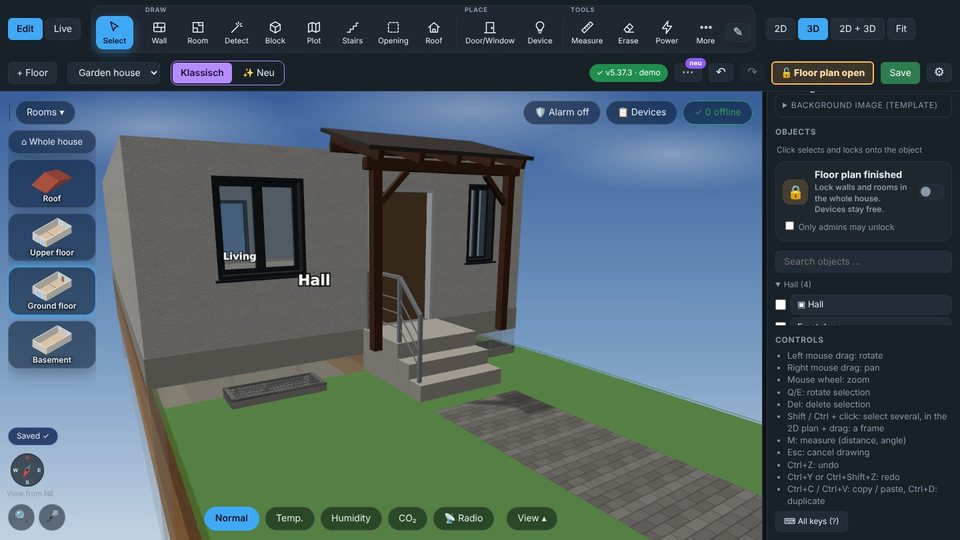 DRAW
PLACE
TOOLS
Edit
Live
Select
Wall
Room
Detect
Block
Plot
Stairs
Opening
Roof
Door/Window
Device
Measure
Erase
Power
More
2D
3D
2D + 3D
Fit
+ Floor
Garden house
Klassisch
✨ Neu
✓ v5.37.3 · demo
neu
🔓 Floor plan open
Save
Rooms ▾
Alarm off
Devices
✓ 0 offline
⌂ Whole house
Roof
Upper floor
Ground floor
Basement
Living
Hall
Saved ✓
N
W
E
S
View from NE
Normal
Temp.
Humidity
CO₂
Radio
View ▴
▶ BACKGROUND IMAGE (TEMPLATE)
OBJECTS
Click selects and locks onto the object
Floor plan finished
Lock walls and rooms in
the whole house.
Devices stay free.
Only admins may unlock
Search objects ...
▾ Hall (4)
Hall
CONTROLS
• Left mouse drag: rotate
• Right mouse drag: pan
• Mouse wheel: zoom
• Q/E: rotate selection
• Del: delete selection
• Shift / Ctrl + click: select several, in the
2D plan + drag: a frame
• M: measure (distance, angle)
• Esc: cancel drawing
• Ctrl+Z: undo
• Ctrl+Y or Ctrl+Shift+Z: redo
• Ctrl+C / Ctrl+V: copy / paste, Ctrl+D:
duplicate
All keys (?)